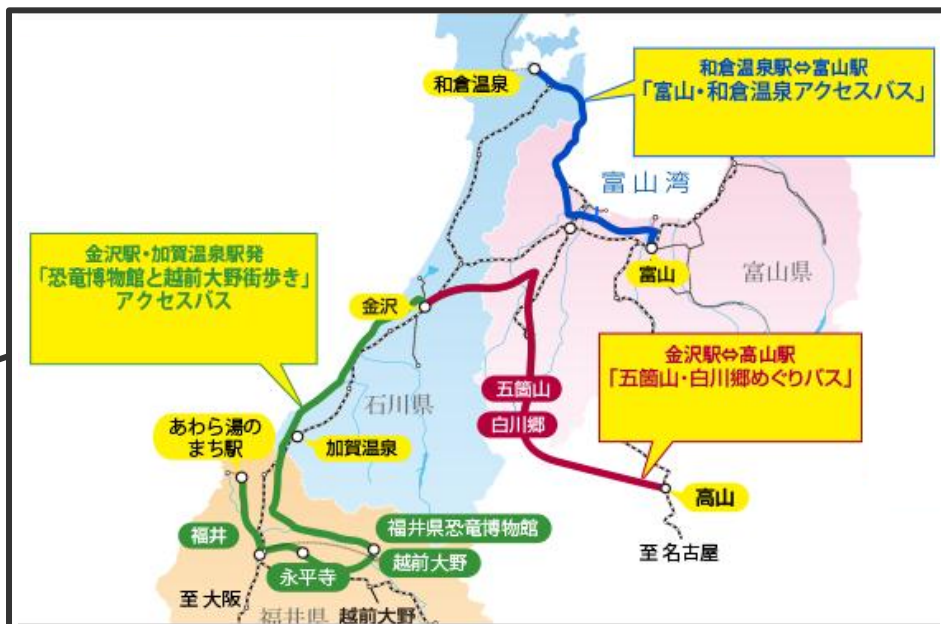 和倉温泉駅⇔富山駅
「富山・和倉温泉アクセスバス」
和倉温泉
富山湾
金沢駅・加賀温泉駅発
「恐竜博物館と越前大野街歩き」
アクセスバス
富山
富山県
金沢
金沢駅⇔高山駅
「五箇山・白川郷めぐりバス」
五箇山
石川県
白川郷
あわら湯の
まち駅
加賀温泉
高山
福井
福井県恐竜博物館
至 名古屋
越前大野
永平寺
至 大阪
福井県
越前大野